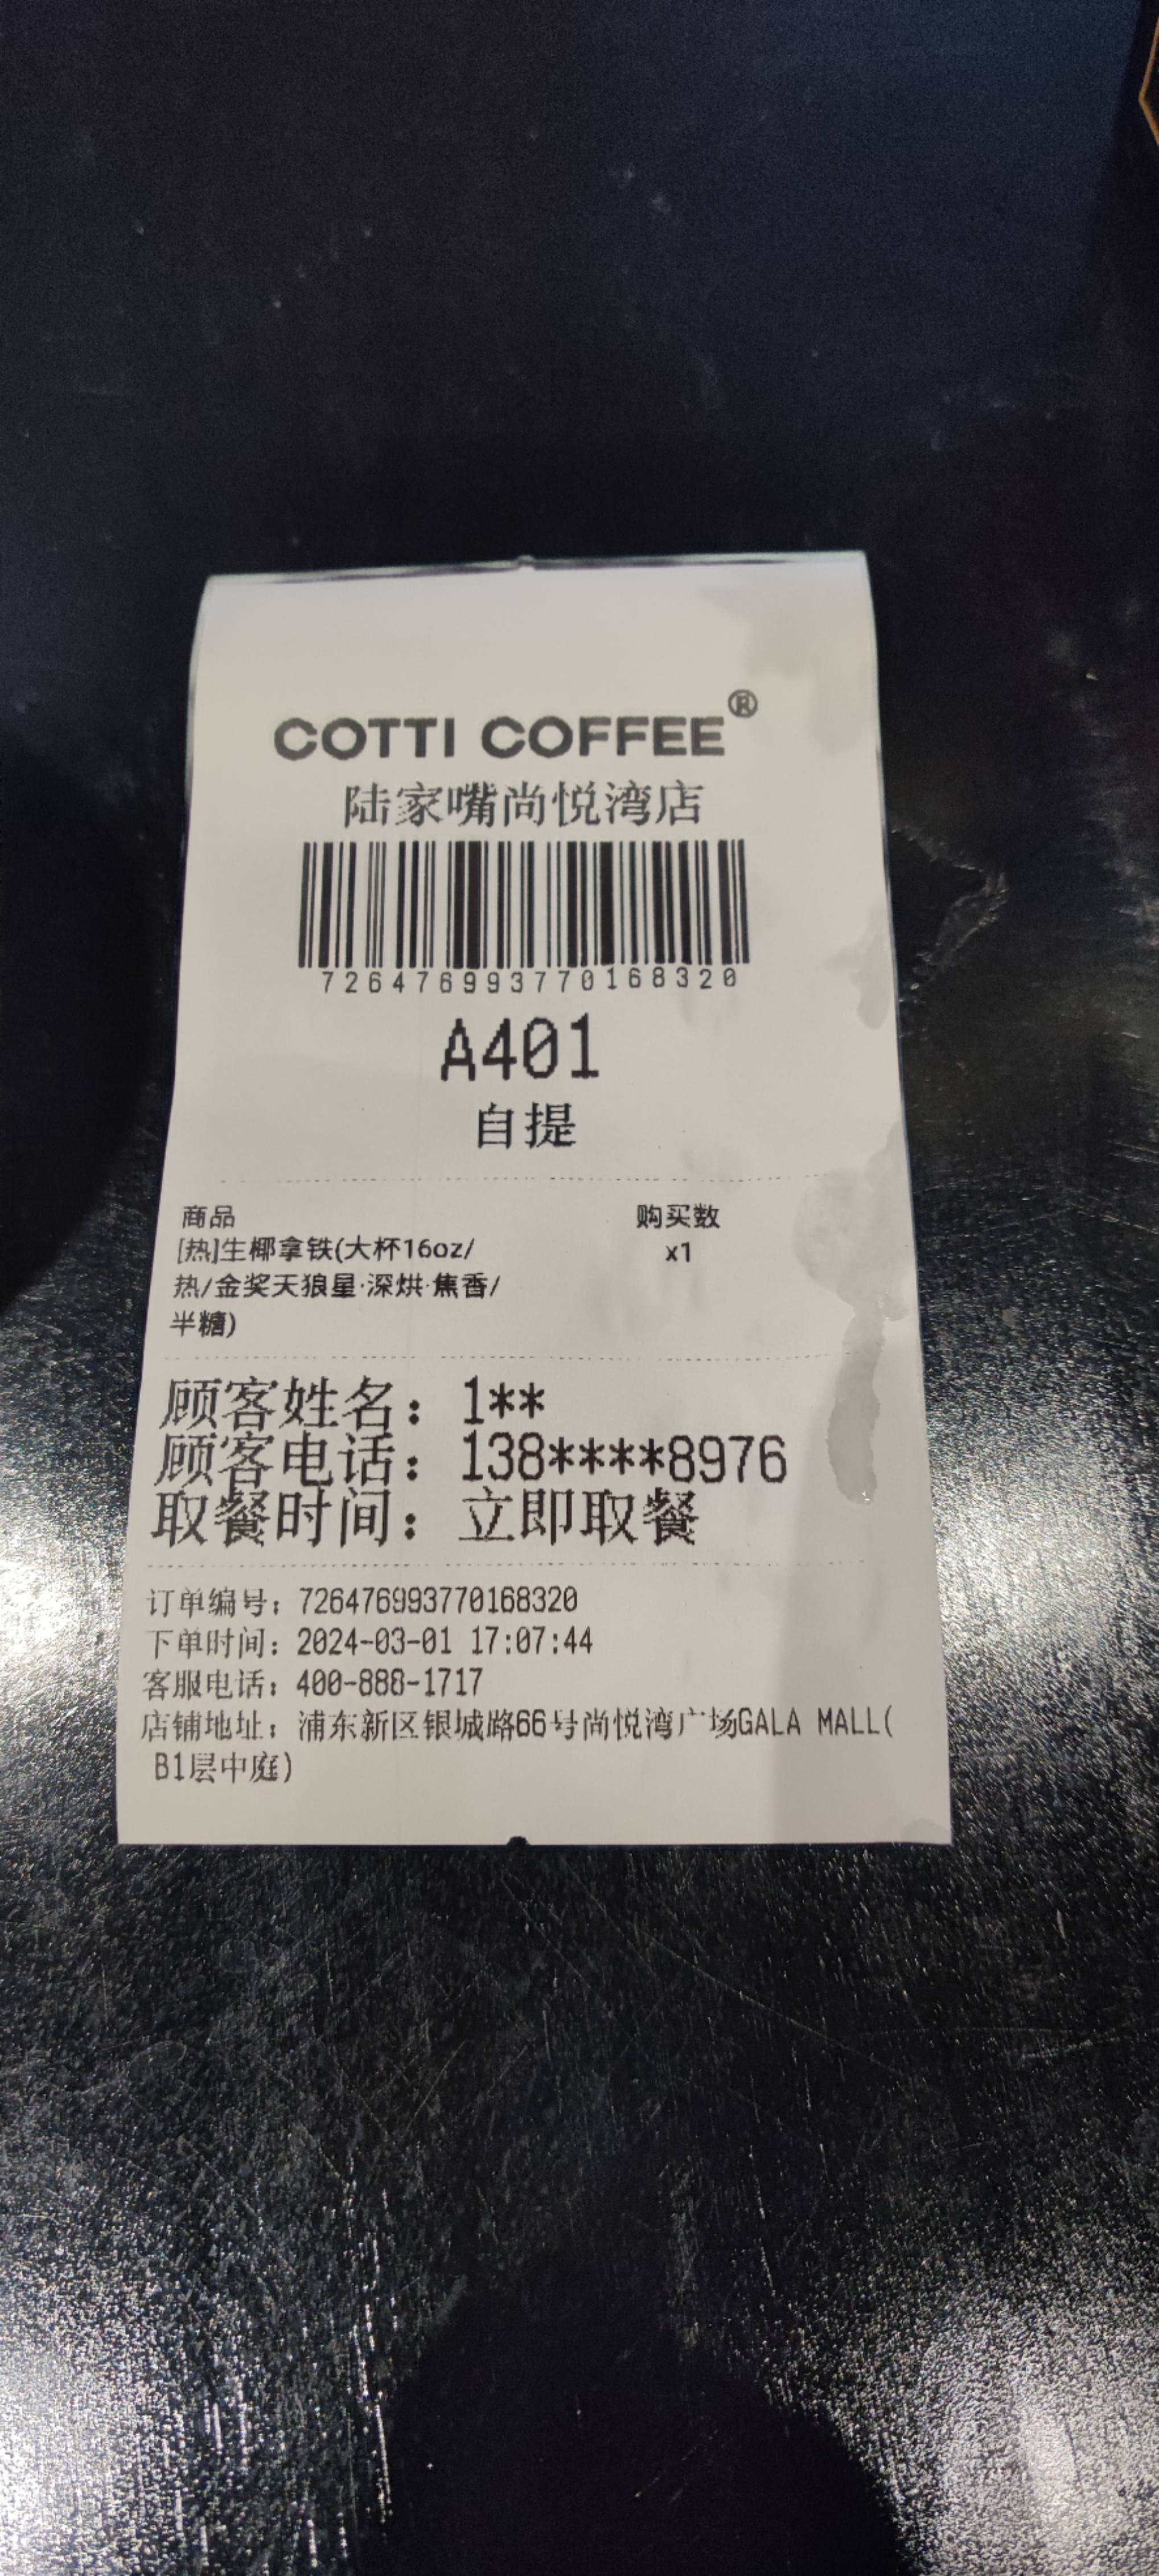 COTTI COFFEE®
陆家嘴尚悦湾店
726476993770168320
A401
自提
商品 购买数
[热]生椰拿铁(大杯16oz/ x1
热/金奖天狼星·深烘·焦香/
半糖)
顾客姓名：1**
顾客电话：138****8976
取餐时间：立即取餐
订单编号：726476993770168320
下单时间：2024-03-01 17:07:44
客服电话：400-888-1717
店铺地址：浦东新区银城路66号尚悦湾广场GALA MALL(
B1层中庭)